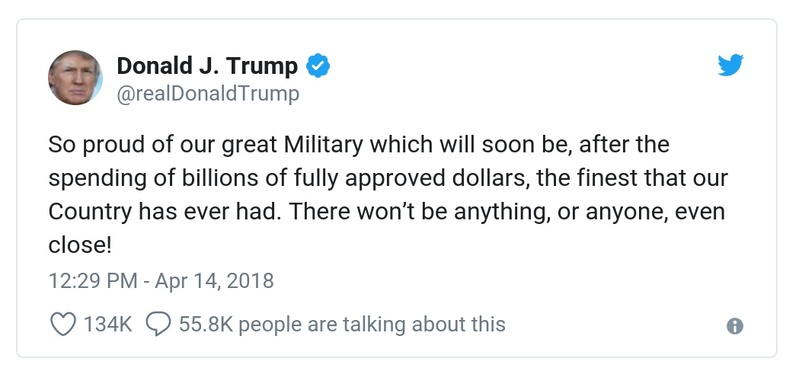 Donald J. Trump
@realDonaldTrump
So proud of our great Military which will soon be, after the
spending of billions of fully approved dollars, the finest that our
Country has ever had. There won’t be anything, or anyone, even
close!
12:29 PM - Apr 14, 2018
134K 55.8K people are talking about this